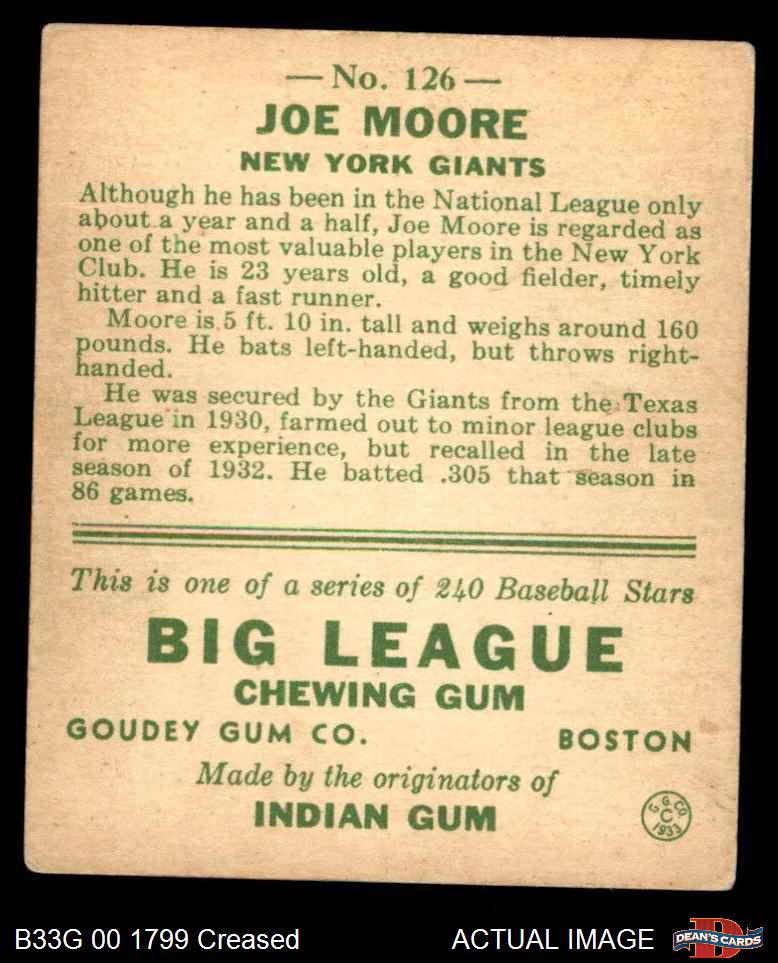 — No. 126 —
JOE MOORE
NEW YORK GIANTS
Although he has been in the National League only
about a year and a half, Joe Moore is regarded as
one of the most valuable players in the New York
Club. He is 23 years old, a good fielder, timely
hitter and a fast runner.
Moore is 5 ft. 10 in. tall and weighs around 160
pounds. He bats left-handed, but throws right-
handed.
He was secured by the Giants from the Texas
League in 1930, farmed out to minor league clubs
for more experience, but recalled in the late
season of 1932. He batted .305 that season in
86 games.
This is one of a series of 240 Baseball Stars
BIG LEAGUE
CHEWING GUM
GOUDEY GUM CO. BOSTON
Made by the originators of
INDIAN GUM
G. G. CO.
C
1933
B33G 00 1799 Creased ACTUAL IMAGE
D
DEAN'S CARDS